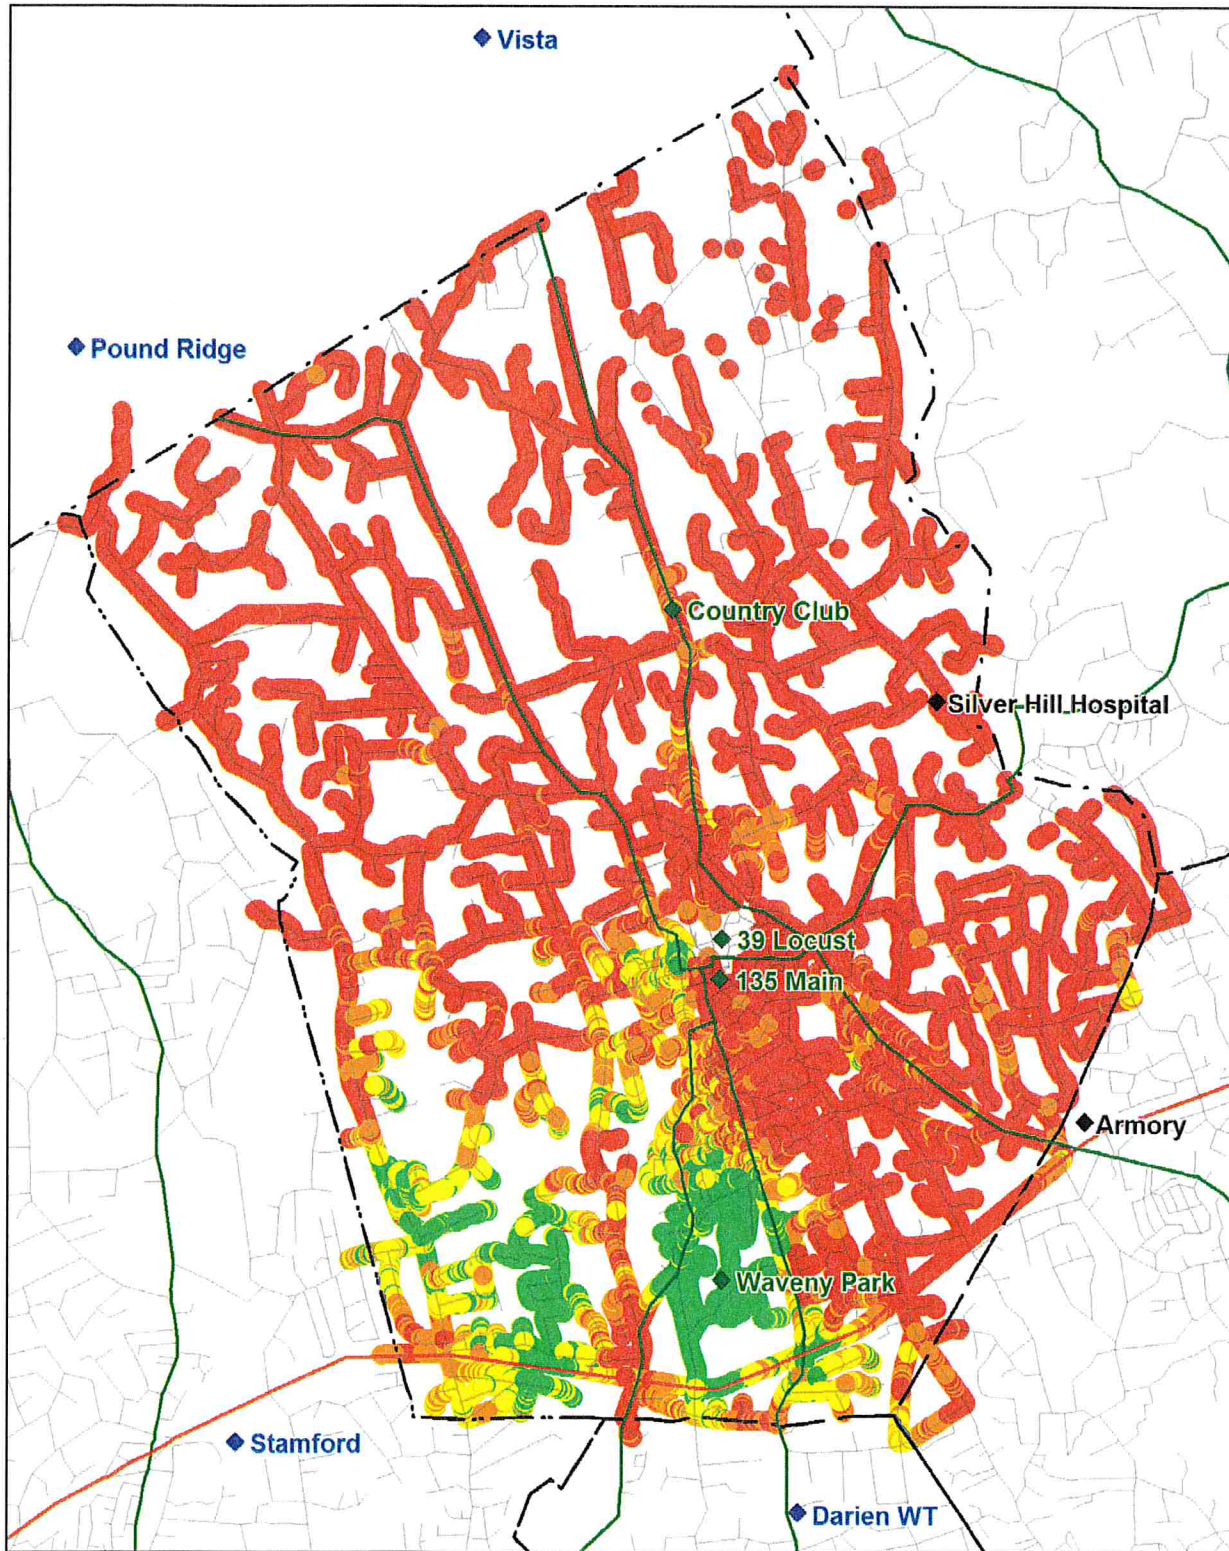 Vista
Pound Ridge
Country Club
Silver Hill Hospital
39 Locust
135 Main
Armory
Waveny Park
Stamford
Darien WT